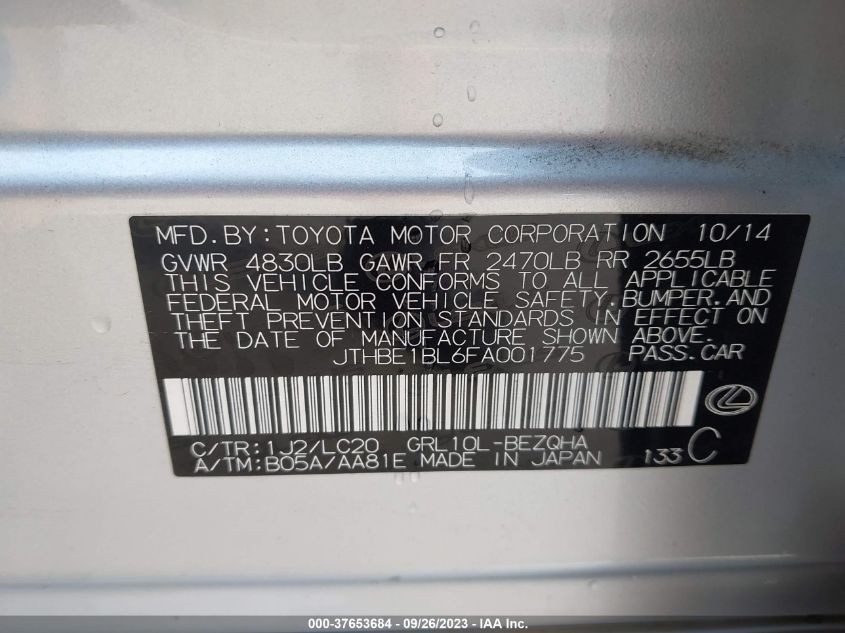 MFD.BY:TOYOTA MOTOR CORPORATION 10/14
GVWR 4830LB GAWR FR 2470LB RR 2655LB
THIS VEHICLE CONFORMS TO ALL APPLICABLE
FEDERAL MOTOR VEHICLE SAFETY,BUMPER,AND
THEFT PREVENTION STANDARDS IN EFFECT ON
THE DATE OF MANUFACTURE SHOWN ABOVE.
JTHBE1BL6FA001775 PASS.CAR
C/TR:1J2/LC20 GRL10L-BEZQHA
A/TM:B05A/AA81E MADE IN JAPAN 133 C
000-37653684 - 09/26/2023 - IAA Inc.